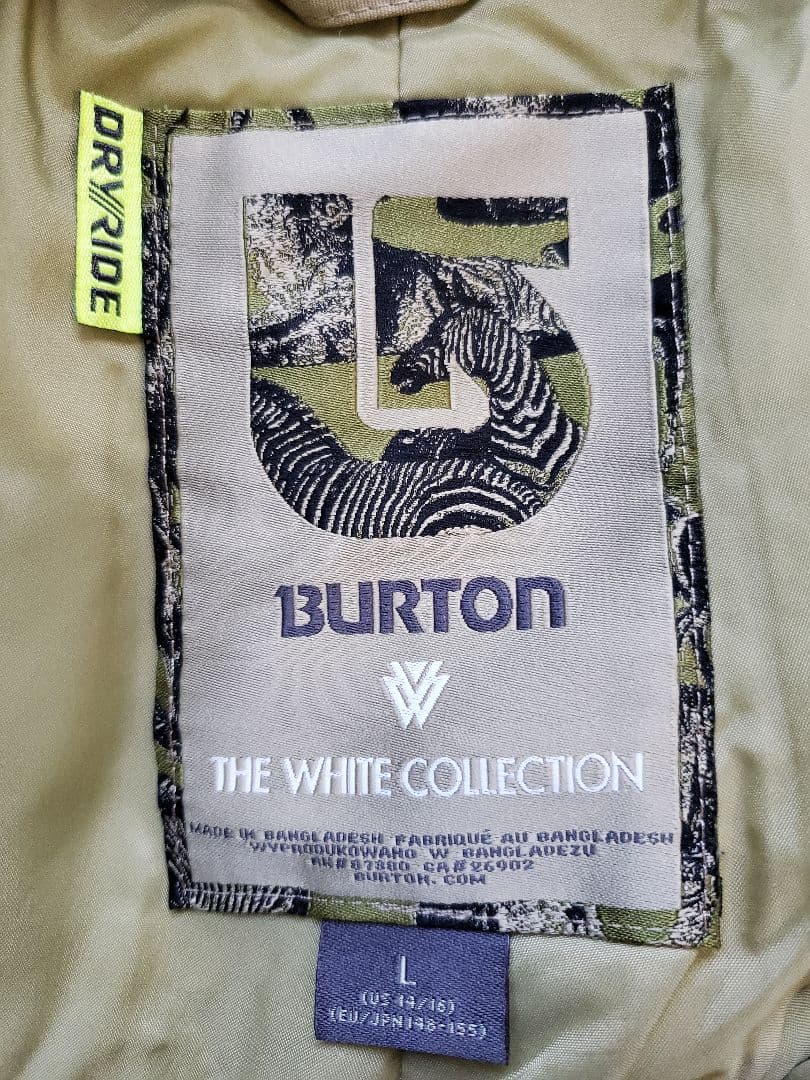 DRY//RIDE
BURTON
THE WHITE COLLECTION
MADE IN BANGLADESH FABRIQUÉ AU BANGLADESH
WYPRODUKOWANO W BANGLADEZU
RN# 87880 CA# 26902
BURTON.COM
L
(US 14/16)
(EU/JPN 148-155)